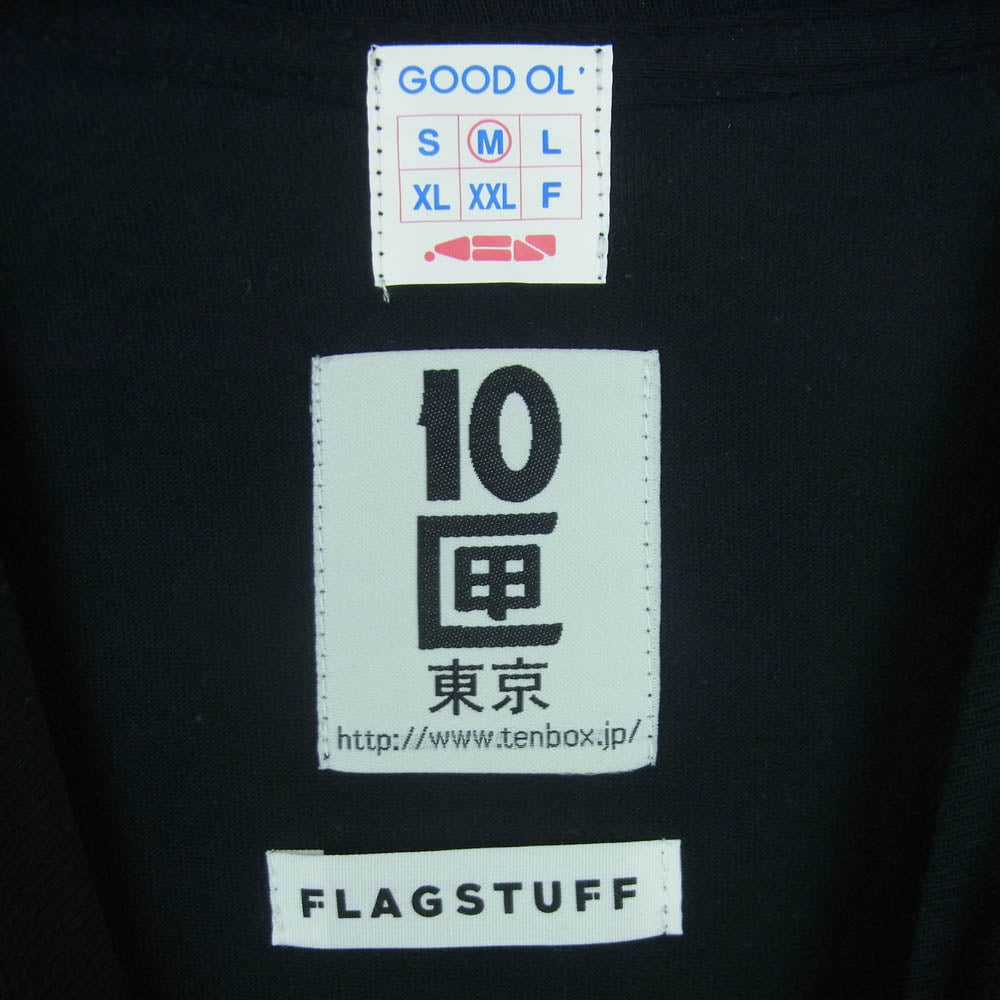 GOOD OL'
S M L
XL XXL F
10
匣
東京
http://www.tenbox.jp/
FLAGSTUFF